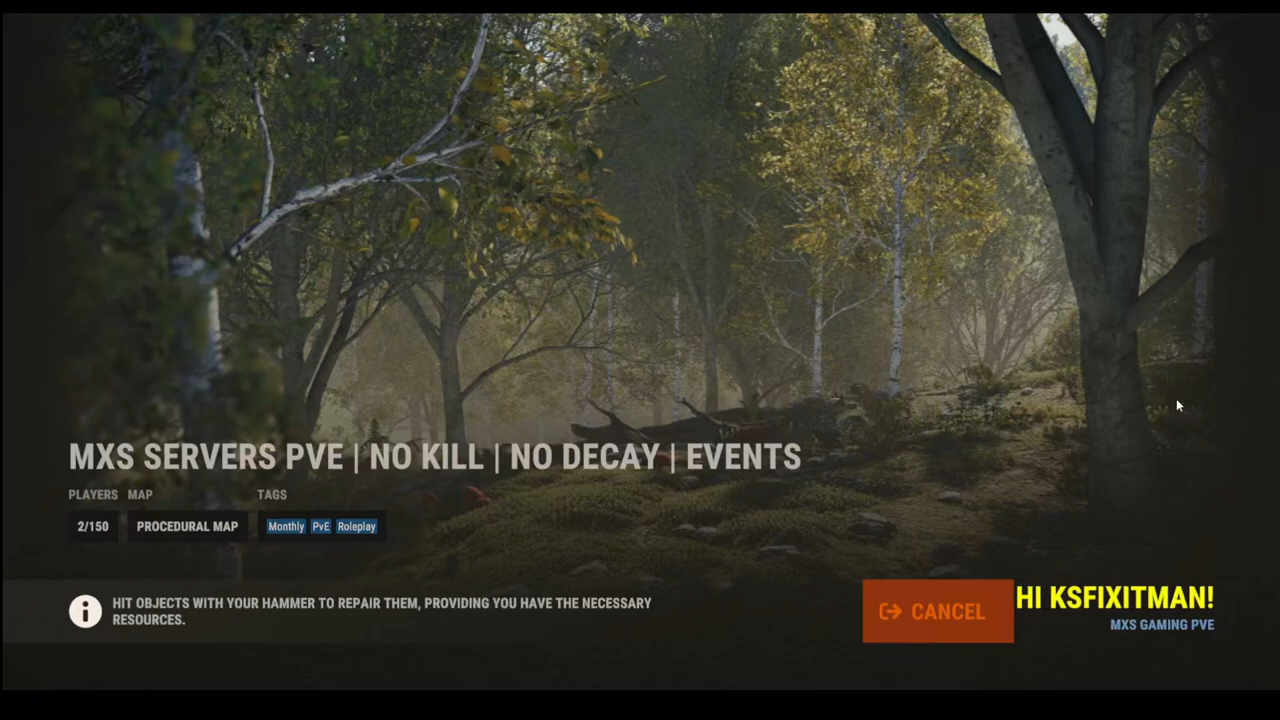 MXS SERVERS PVE | NO KILL | NO DECAY | EVENTS
PLAYERS MAP TAGS
2/150 PROCEDURAL MAP Monthly PvE Roleplay
HIT OBJECTS WITH YOUR HAMMER TO REPAIR THEM, PROVIDING YOU HAVE THE NECESSARY
RESOURCES.
CANCEL
HI KSFIXITMAN!
MXS GAMING PVE